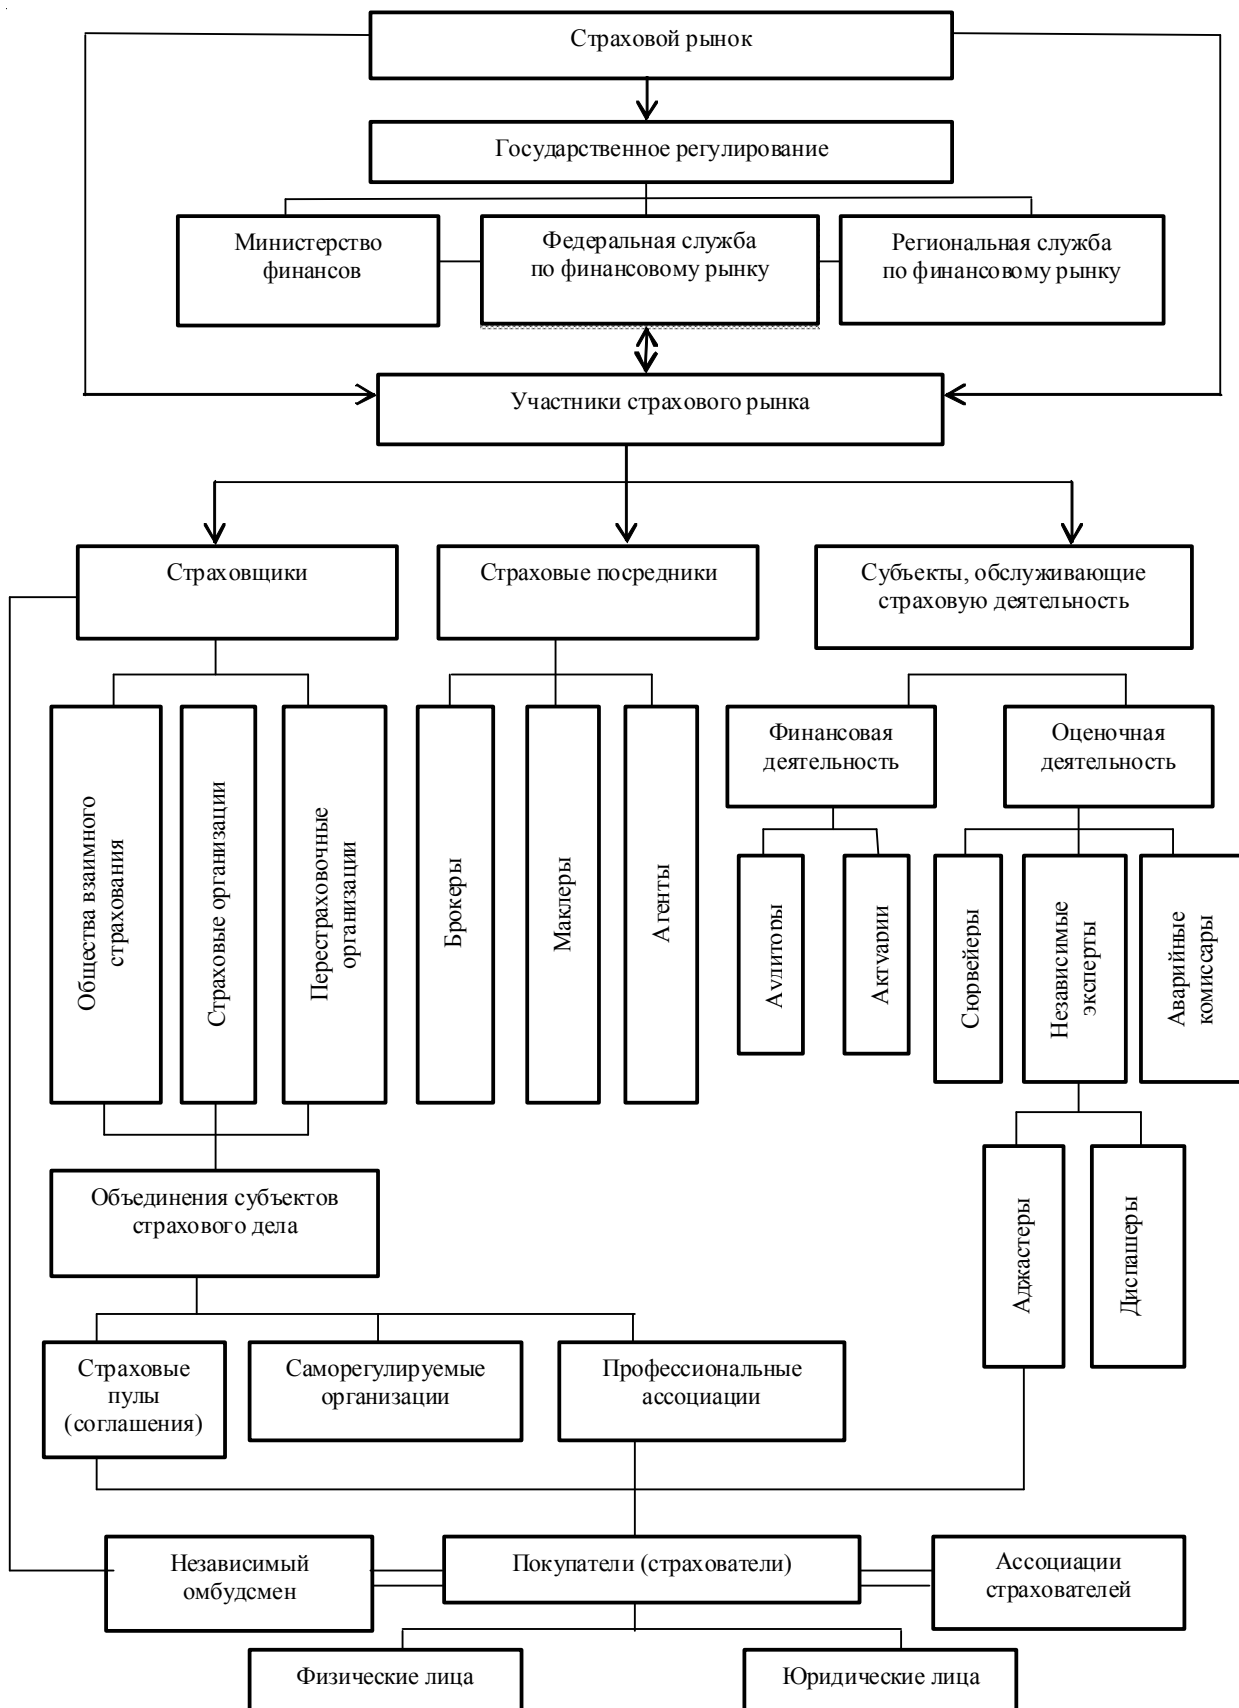 Страховой рынок
Государственное регулирование
Министерство
финансов
Федеральная служба
по финансовому рынку
Региональная служба
по финансовому рынку
Участники страхового рынка
Страховщики
Страховые посредники
Субъекты, обслуживающие
страховую деятельность
Финансовая
деятельность
Оценочная
деятельность
Общества взаимного
страхования
Страховые организации
Перестраховочные
организации
Брокеры
Маклеры
Агенты
Аудиторы
Актуарии
Сюрвейеры
Независимые
эксперты
Аварийные
комиссары
Объединения субъектов
страхового дела
Аджастеры
Диспашеры
Страховые
пулы
(соглашения)
Саморегулируемые
организации
Профессиональные
ассоциации
Независимый
омбудсмен
Покупатели (страхователи)
Ассоциации
страхователей
Физические лица
Юридические лица